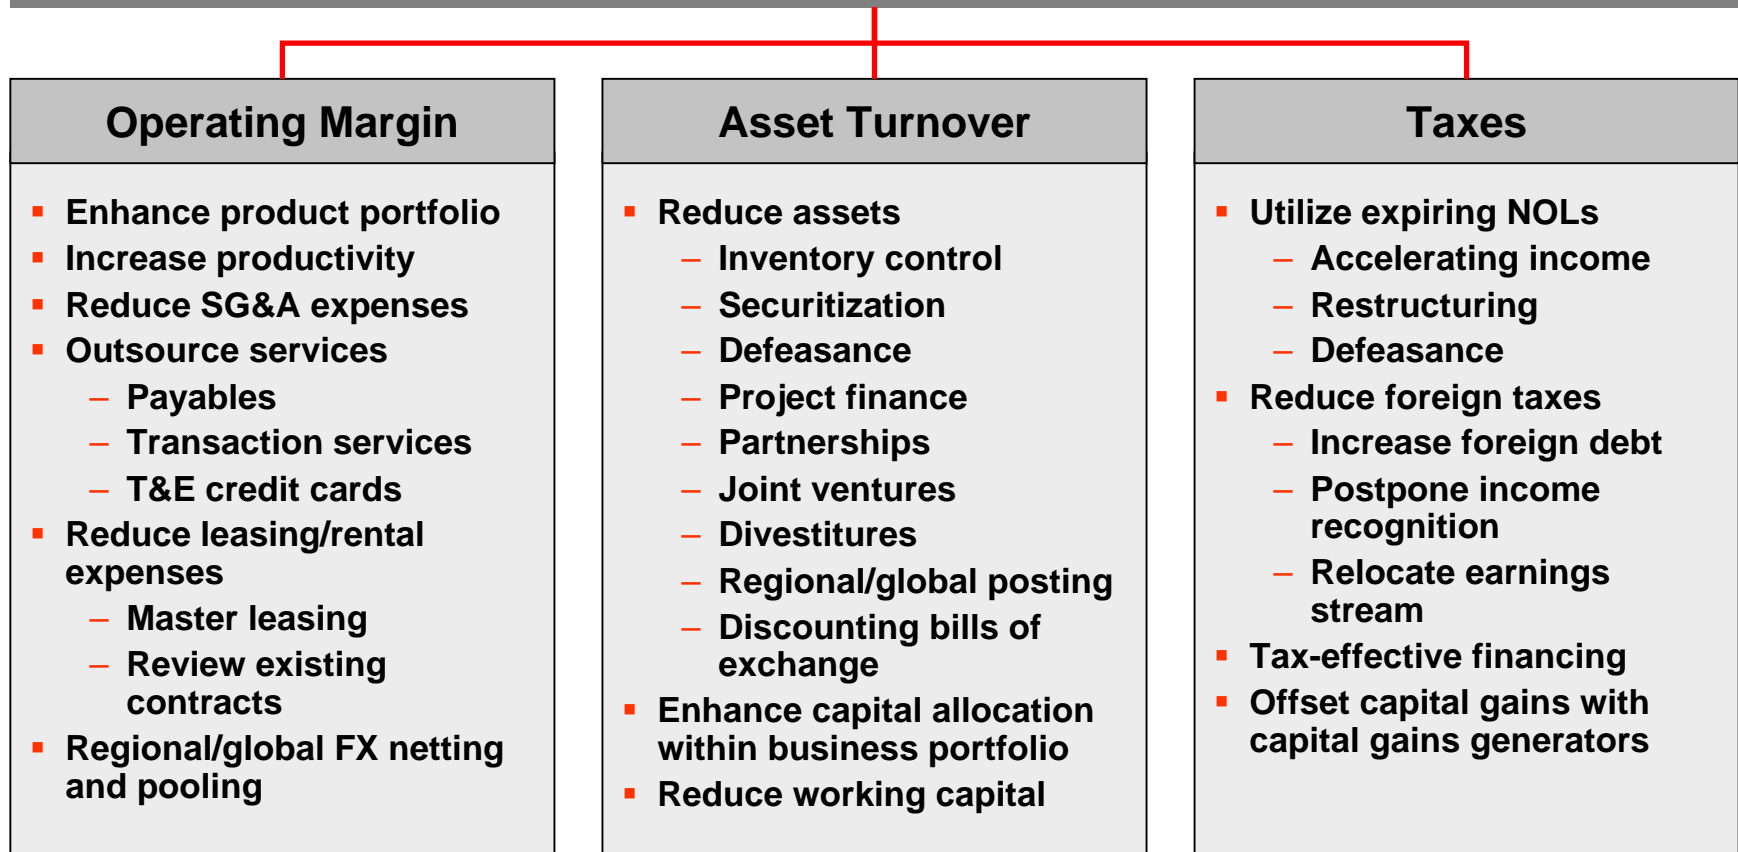 Operating Margin
▪ Enhance product portfolio
▪ Increase productivity
▪ Reduce SG&A expenses
▪ Outsource services
– Payables
– Transaction services
– T&E credit cards
▪ Reduce leasing/rental
expenses
– Master leasing
– Review existing
contracts
▪ Regional/global FX netting
and pooling
Asset Turnover
▪ Reduce assets
– Inventory control
– Securitization
– Defeasance
– Project finance
– Partnerships
– Joint ventures
– Divestitures
– Regional/global posting
– Discounting bills of
exchange
▪ Enhance capital allocation
within business portfolio
▪ Reduce working capital
Taxes
▪ Utilize expiring NOLs
– Accelerating income
– Restructuring
– Defeasance
▪ Reduce foreign taxes
– Increase foreign debt
– Postpone income
recognition
– Relocate earnings
stream
▪ Tax-effective financing
▪ Offset capital gains with
capital gains generators